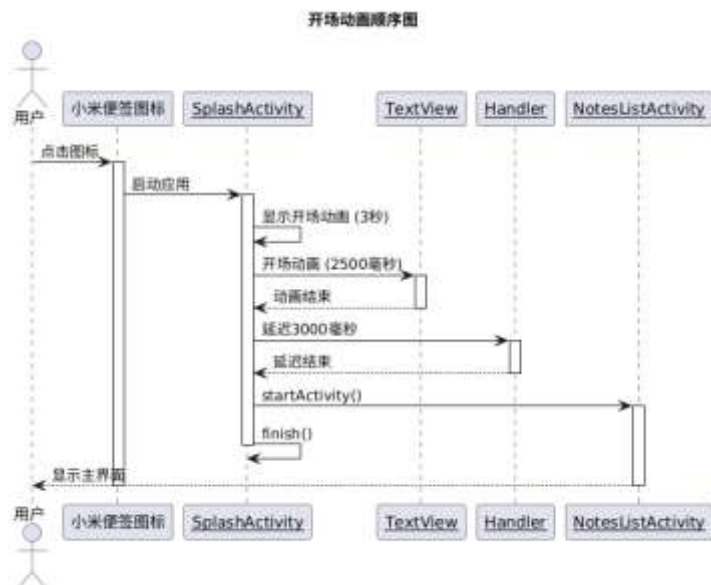 开场动画顺序图
用户
小米便签图标
SplashActivity
TextView
Handler
NotesListActivity
点击图标
启动应用
显示开场动画 (3秒)
开场动画 (2500毫秒)
动画结束
延迟3000毫秒
延迟结束
startActivity()
finish()
显示主界面
用户
小米便签图标
SplashActivity
TextView
Handler
NotesListActivity